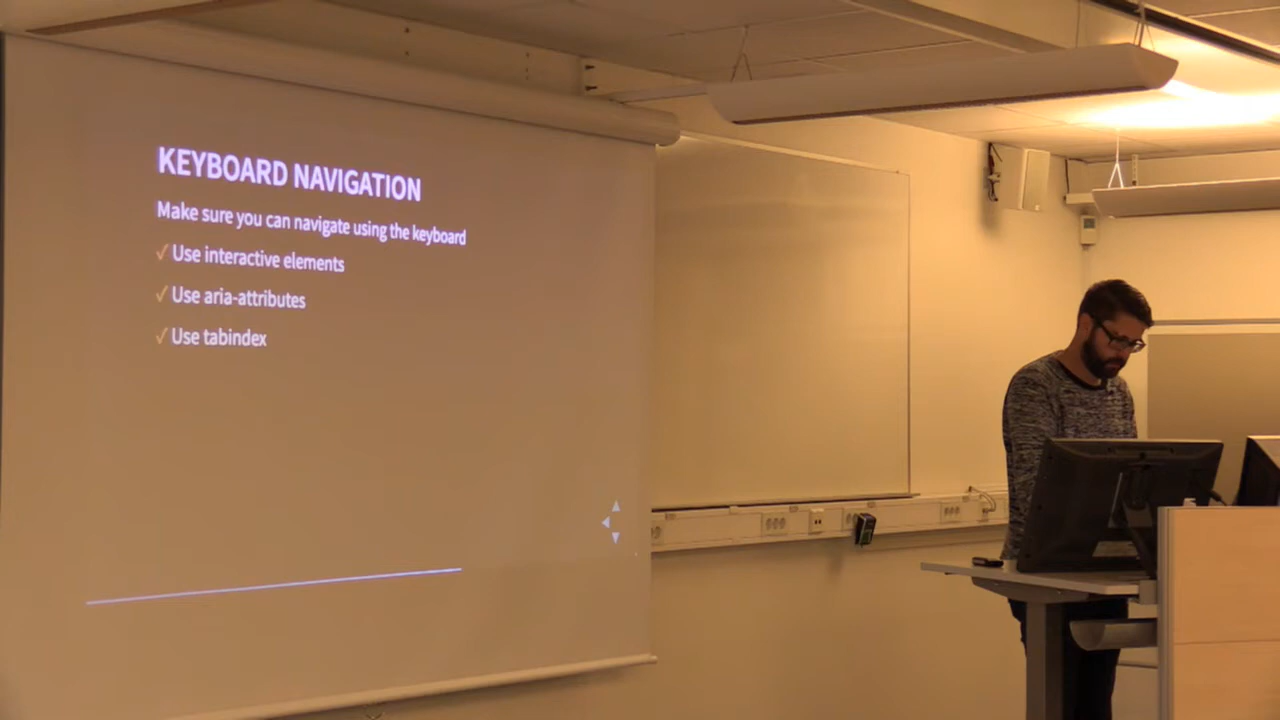 KEYBOARD NAVIGATION
Make sure you can navigate using the keyboard
✓ Use interactive elements
✓ Use aria-attributes
✓ Use tabindex